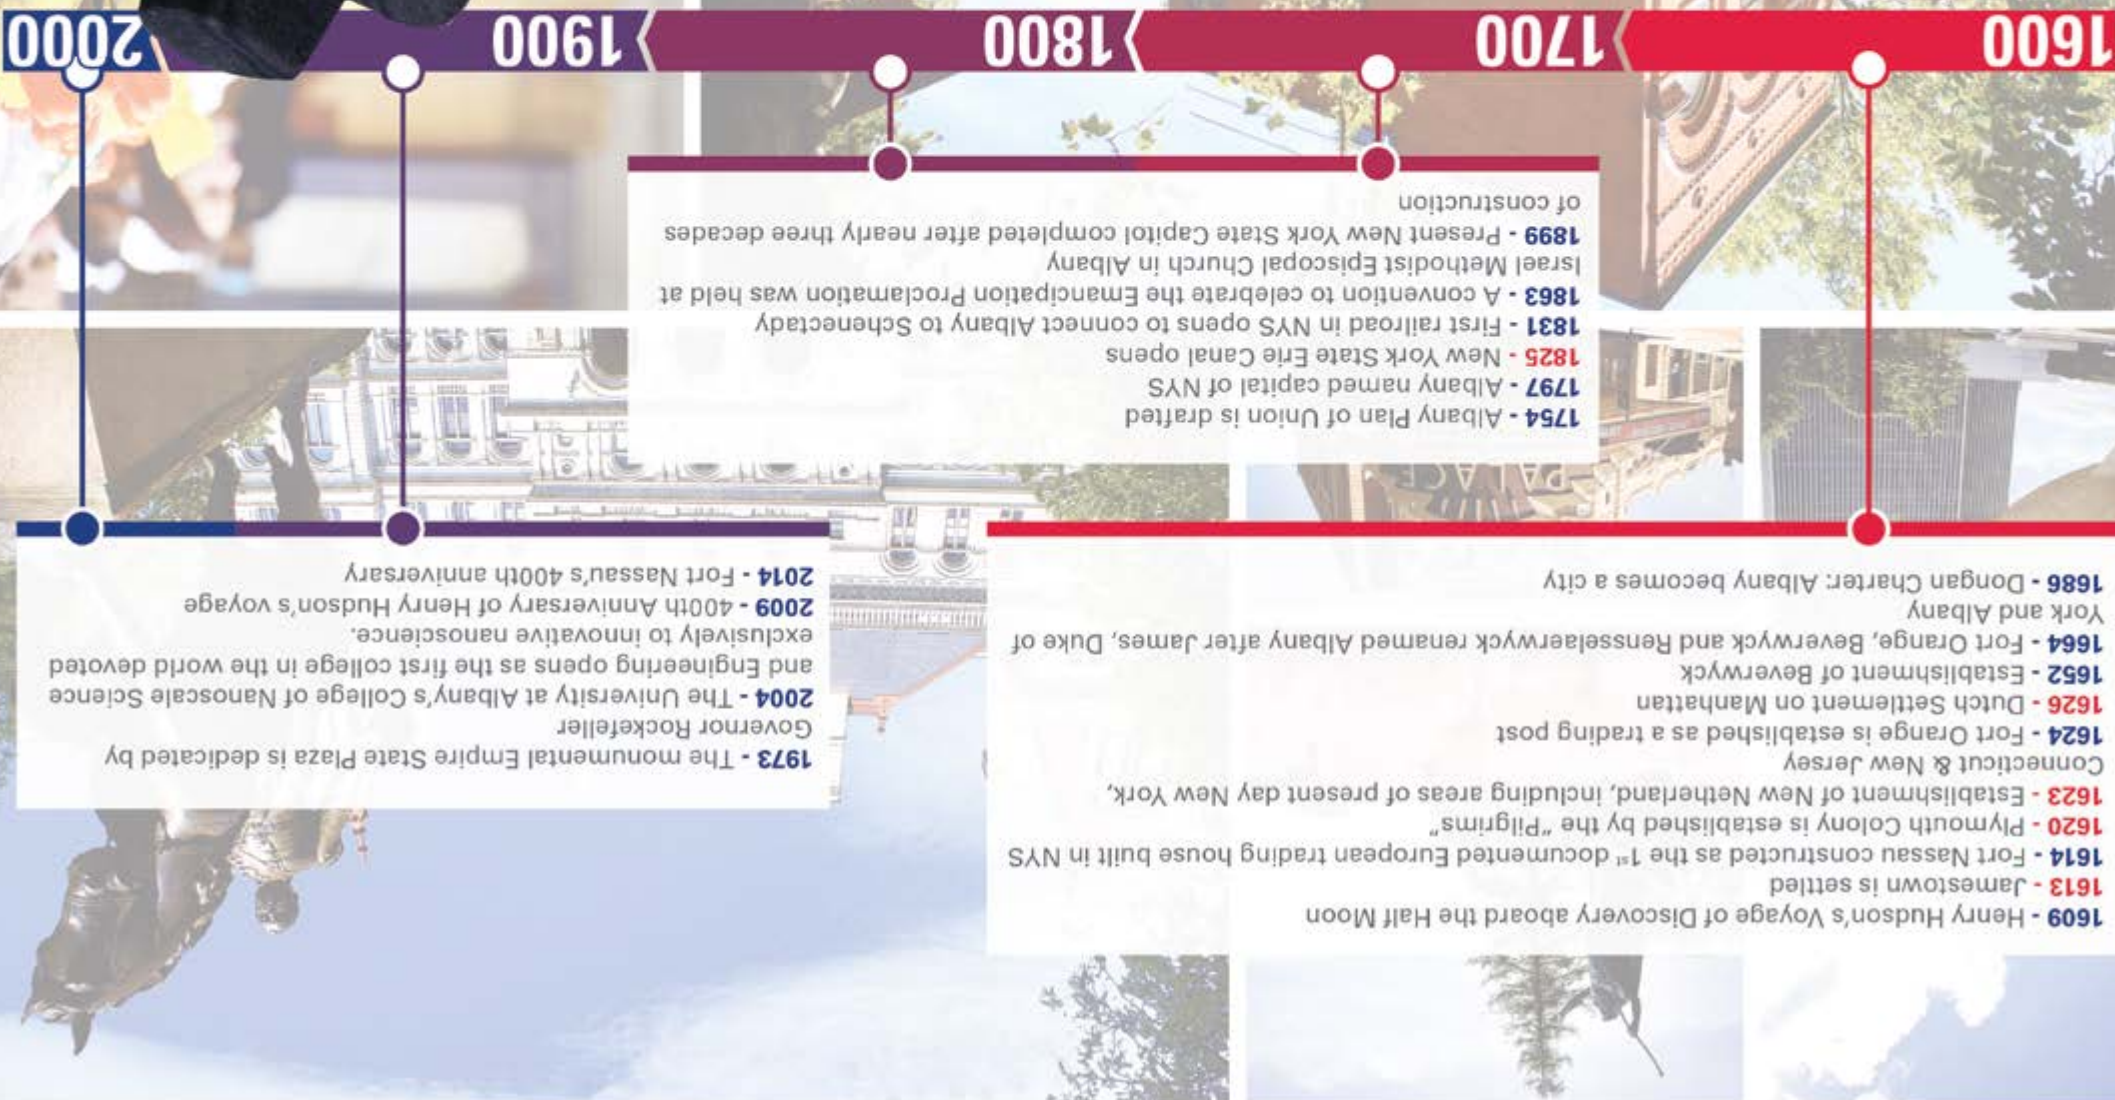 1609 - Henry Hudson's Voyage of Discovery aboard the Half Moon
1613 - Jamestown is settled
1614 - Fort Nassau constructed as the 1st documented European trading house built in NYS
1620 - Plymouth Colony is established by the "Pilgrims"
1623 - Establishment of New Netherland, including areas of present day New York,
Connecticut & New Jersey
1624 - Fort Orange is established as a trading post
1626 - Dutch Settlement on Manhattan
1652 - Establishment of Beverwyck
1664 - Fort Orange, Beverwyck and Rensselaerwyck renamed Albany after James, Duke of
York and Albany
1686 - Dongan Charter: Albany becomes a city
1973 - The monumental Empire State Plaza is dedicated by
Governor Rockefeller
2004 - The University at Albany's College of Nanoscale Science
and Engineering opens as the first college in the world devoted
exclusively to innovative nanoscience.
2009 - 400th Anniversary of Henry Hudson's voyage
2014 - Fort Nassau's 400th anniversary
PALACE
1754 - Albany Plan of Union is drafted
1797 - Albany named capital of NYS
1825 - New York State Erie Canal opens
1831 - First railroad in NYS opens to connect Albany to Schenectady
1863 - A convention to celebrate the Emancipation Proclamation was held at
Israel Methodist Episcopal Church in Albany
1899 - Present New York State Capitol completed after nearly three decades
of construction
1600
1700
1800
1900
2000